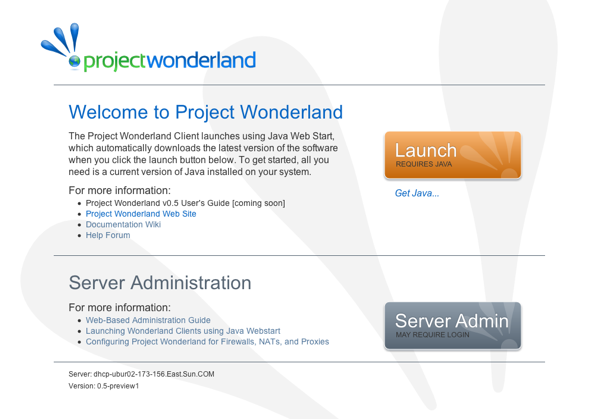 projectwonderland
Welcome to Project Wonderland
The Project Wonderland Client launches using Java Web Start,
which automatically downloads the latest version of the software
when you click the launch button below. To get started, all you
need is a current version of Java installed on your system.
Launch
REQUIRES JAVA
Get Java...
For more information:
Project Wonderland v0.5 User's Guide [coming soon]
Project Wonderland Web Site
Documentation Wiki
Help Forum
Server Administration
For more information:
Web-Based Administration Guide
Launching Wonderland Clients using Java Webstart
Configuring Project Wonderland for Firewalls, NATs, and Proxies
Server Admin
MAY REQUIRE LOGIN
Server: dhcp-ubur02-173-156.East.Sun.COM
Version: 0.5-preview1